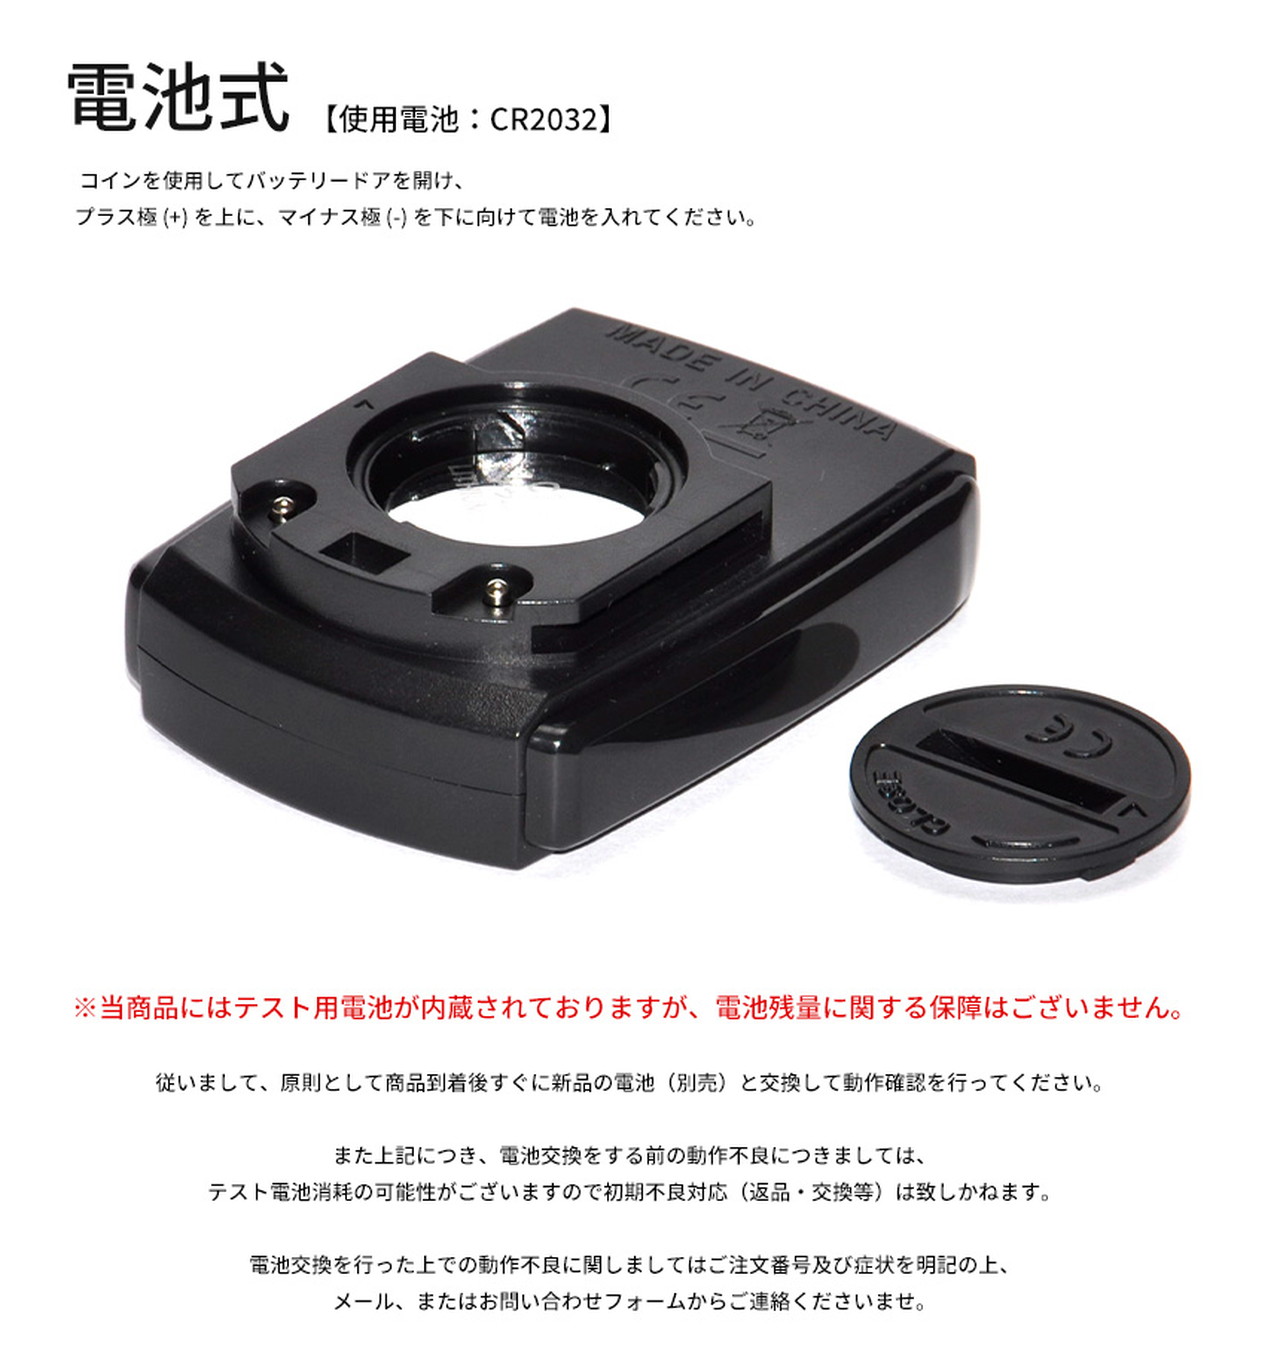 電池式 【使用電池：CR2032】
コインを使用してバッテリードアを開け、
プラス極 (+) を上に、マイナス極 (-) を下に向けて電池を入れてください。
MADE IN CHINA
CE
CE
CLOSE
※当商品にはテスト用電池が内蔵されておりますが、電池残量に関する保障はございません。
従いまして、原則として商品到着後すぐに新品の電池（別売）と交換して動作確認を行ってください。
また上記につき、電池交換をする前の動作不良につきましては、
テスト電池消耗の可能性がございますので初期不良対応（返品・交換等）は致しかねます。
電池交換を行った上での動作不良に関しましてはご注文番号及び症状を明記の上、
メール、またはお問い合わせフォームからご連絡くださいませ。